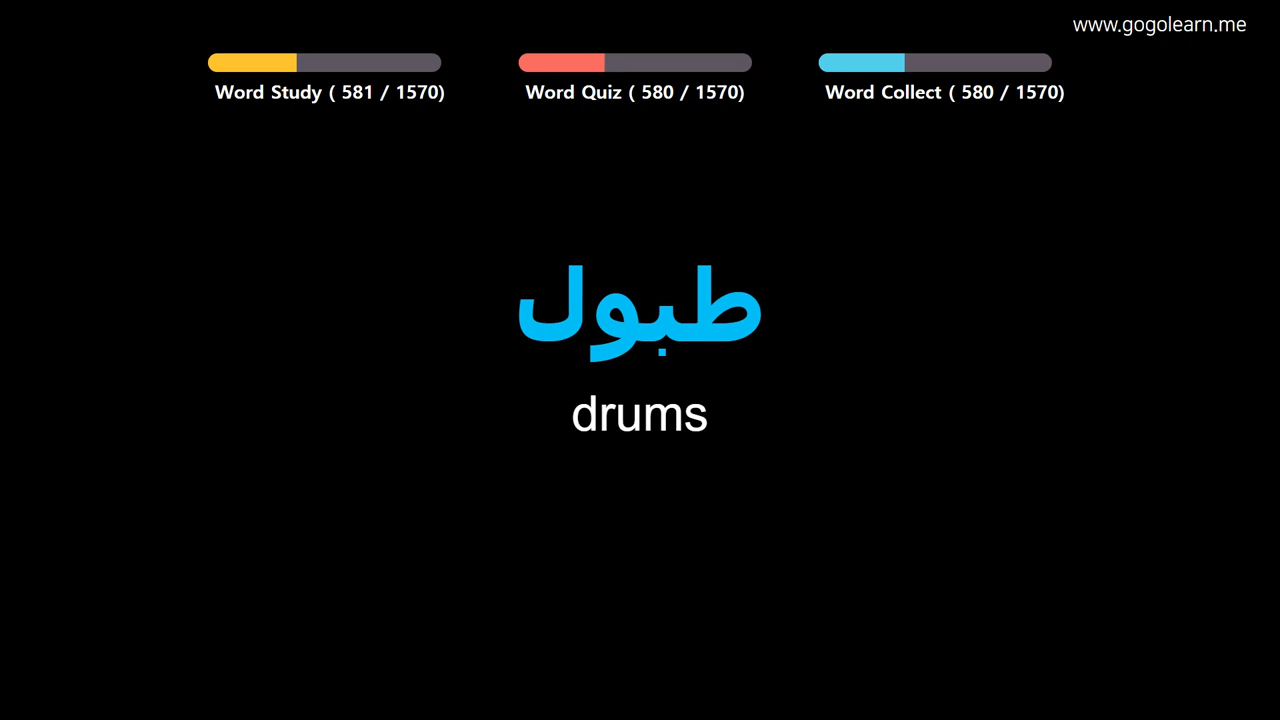 www.gogolearn.me
Word Study ( 581 / 1570)
Word Quiz ( 580 / 1570)
Word Collect ( 580 / 1570)
طبول
drums